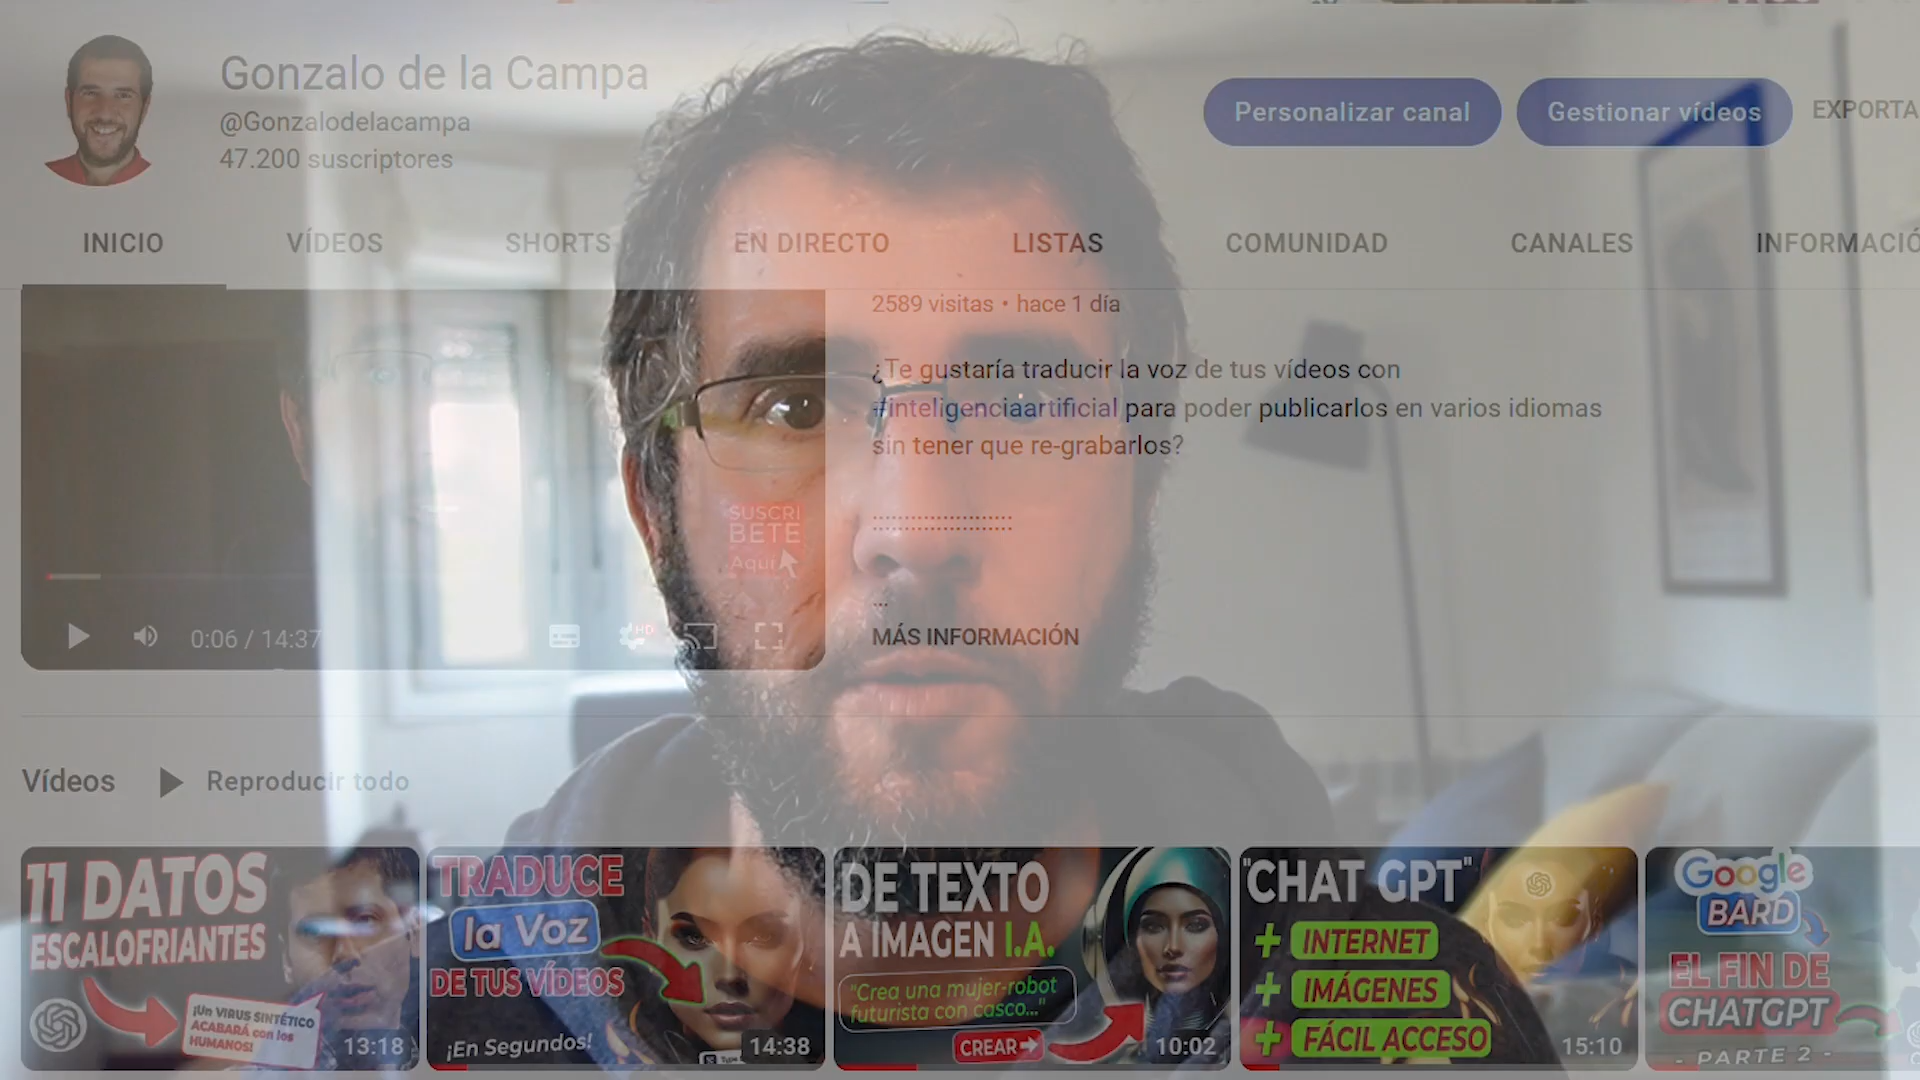 Gonzalo de la Campa
@Gonzalodelacampa
47.200 suscriptores
Personalizar canal
Gestionar vídeos
EXPORTA
INICIO
VÍDEOS
SHORTS
EN DIRECTO
LISTAS
COMUNIDAD
CANALES
INFORMACIÓ
2589 visitas • hace 1 día
¿Te gustaría traducir la voz de tus vídeos con
#inteligenciaartificial para poder publicarlos en varios idiomas
sin tener que re-grabarlos?
...
MÁS INFORMACIÓN
SUSCRI
BETE
Aquí
0:06 / 14:37
HD
Vídeos
Reproducir todo
11 DATOS
ESCALOFRIANTES
¡Un VIRUS SINTÉTICO
ACABARÁ con los
HUMANOS!
13:18
TRADUCE
la Voz
DE TUS VÍDEOS
¡En Segundos!
14:38
DE TEXTO
A IMAGEN I.A.
"Crea una mujer-robot
futurista con casco..."
CREAR
10:02
"CHAT GPT"
+ INTERNET
+ IMÁGENES
+ FÁCIL ACCESO
15:10
Google
BARD
EL FIN DE
CHATGPT
- PARTE 2 -